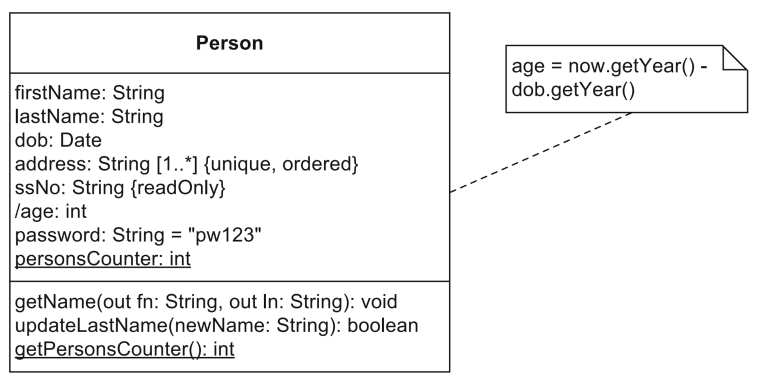 Person
firstName: String
lastName: String
dob: Date
address: String [1..*] {unique, ordered}
ssNo: String {readOnly}
/age: int
password: String = "pw123"
personsCounter: int
getName(out fn: String, out ln: String): void
updateLastName(newName: String): boolean
getPersonsCounter(): int
age = now.getYear() -
dob.getYear()